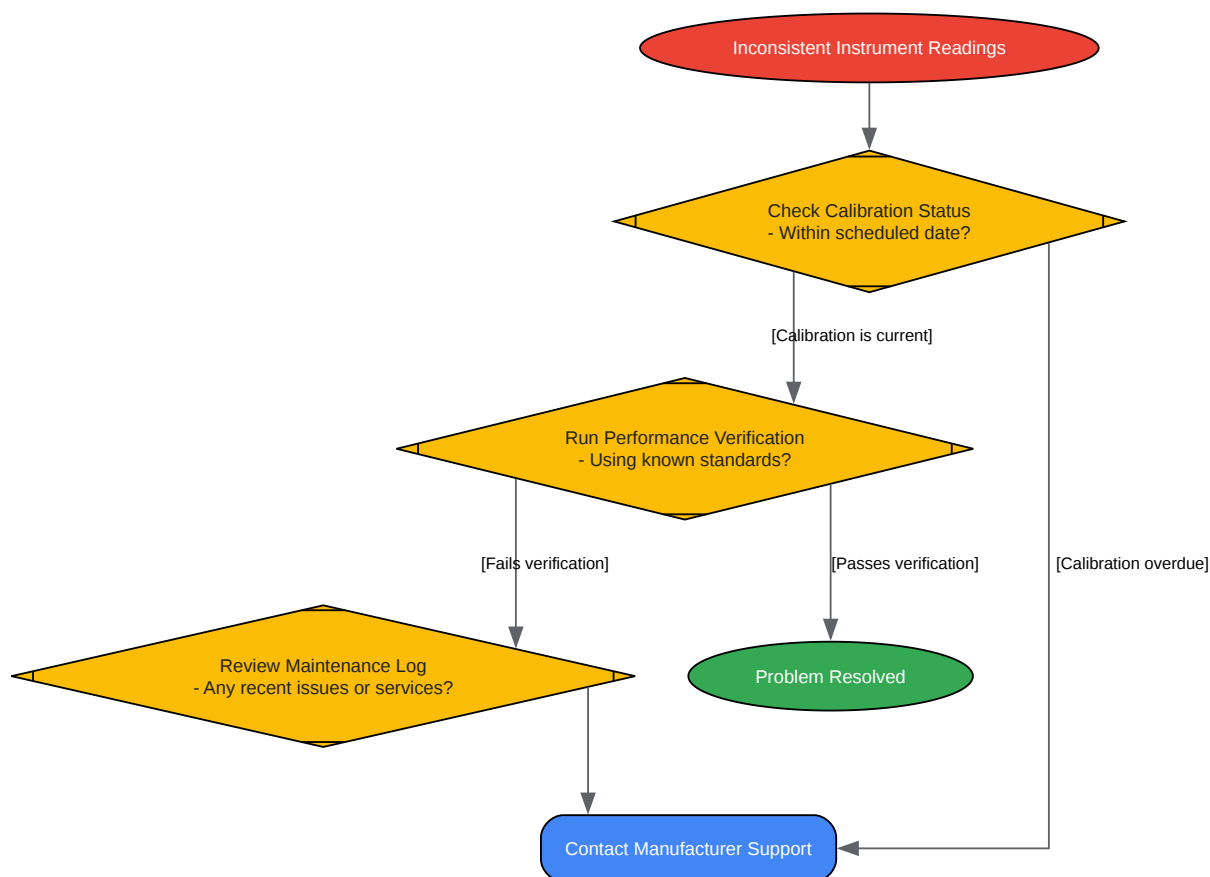 Inconsistent Instrument Readings
Check Calibration Status
- Within scheduled date?
[Calibration is current]
Run Performance Verification
- Using known standards?
[Fails verification]
[Passes verification]
[Calibration overdue]
Review Maintenance Log
- Any recent issues or services?
Problem Resolved
Contact Manufacturer Support